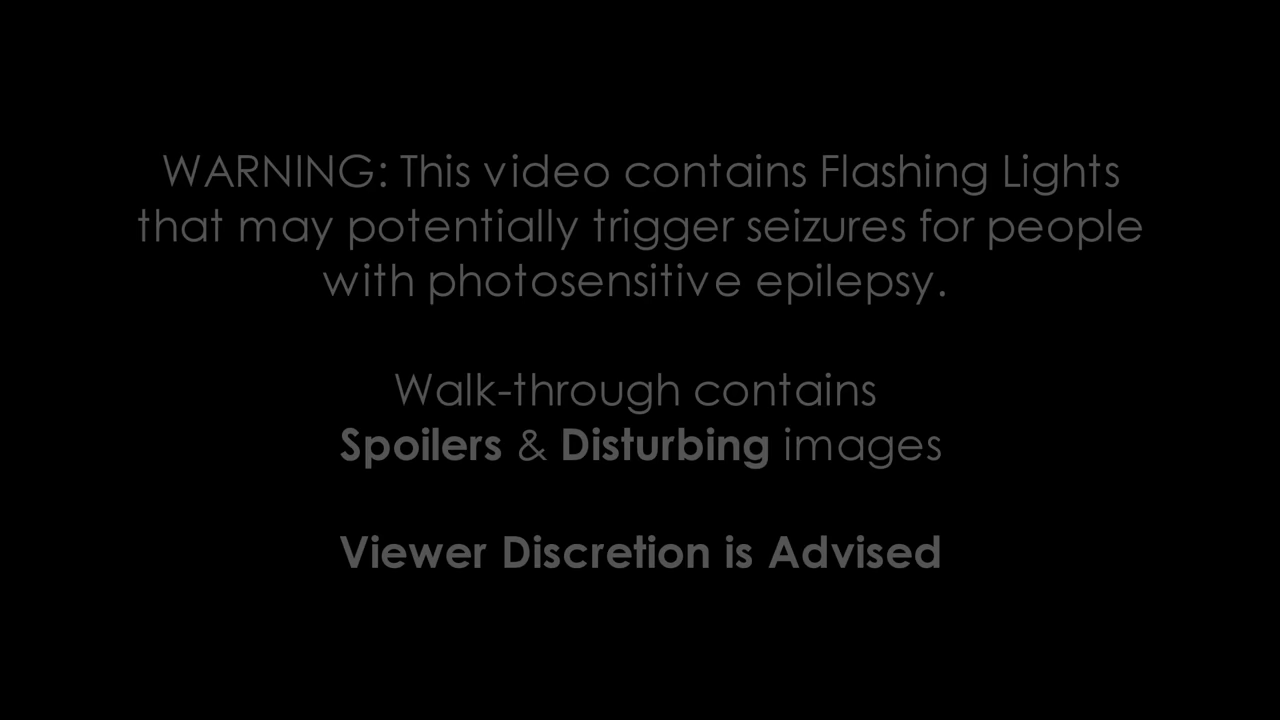 WARNING: This video contains Flashing Lights
that may potentially trigger seizures for people
with photosensitive epilepsy.
Walk-through contains
Spoilers & Disturbing images
Viewer Discretion is Advised